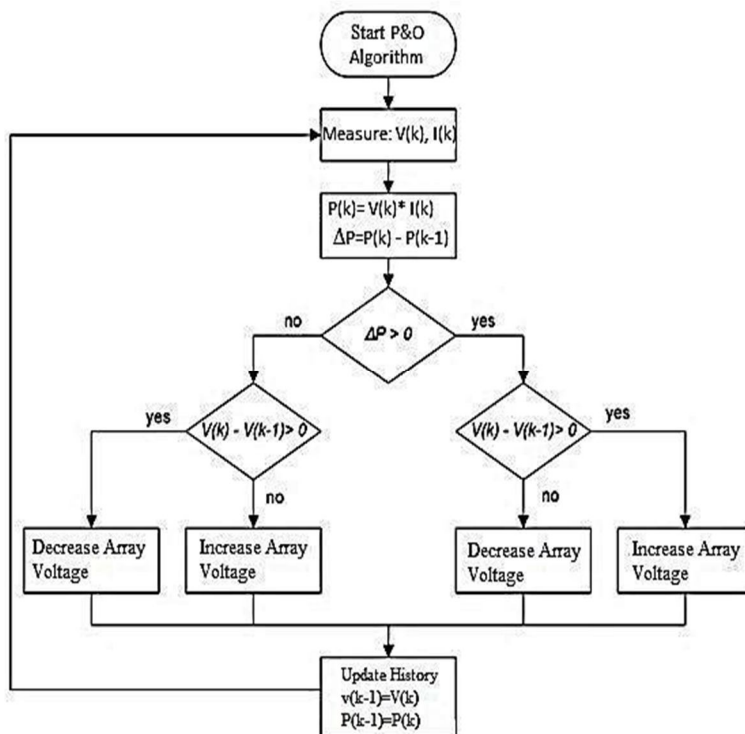 Start P&O
Algorithm
Measure: V(k), I(k)
P(k)= V(k)* I(k)
ΔP=P(k) - P(k-1)
no
ΔP > 0
yes
yes
V(k) - V(k-1)> 0
no
V(k) - V(k-1)> 0
yes
no
Decrease Array
Voltage
Increase Array
Voltage
Decrease Array
Voltage
Increase Array
Voltage
Update History
v(k-1)=V(k)
P(k-1)=P(k)